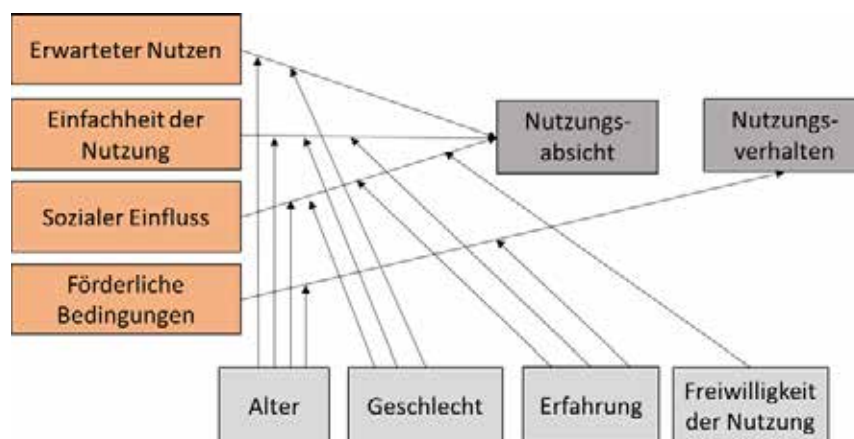 Erwarteter Nutzen
Einfachheit der
Nutzung
Sozialer Einfluss
Förderliche
Bedingungen
Nutzungs-
absicht
Nutzungs-
verhalten
Alter
Geschlecht
Erfahrung
Freiwilligkeit
der Nutzung